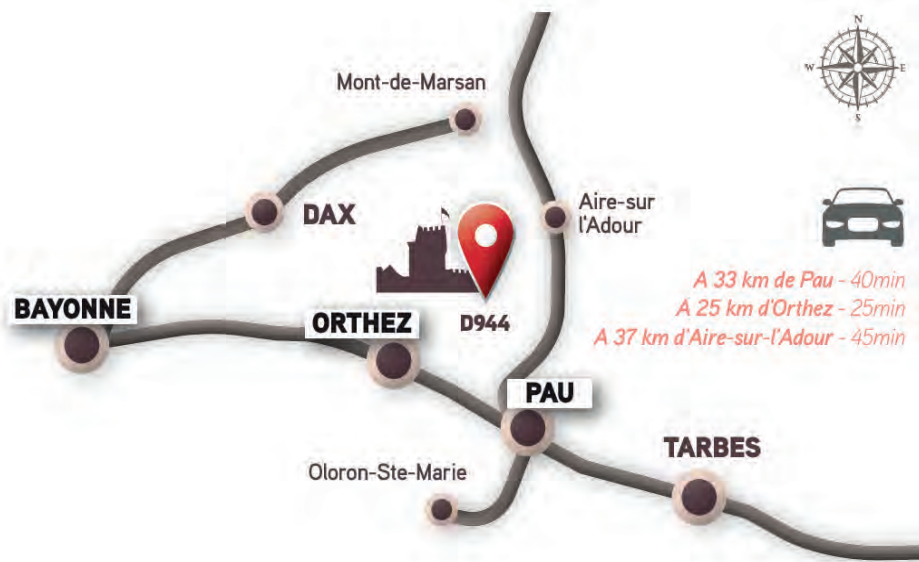 N
W
E
S
Mont-de-Marsan
DAX
Aire-sur
l'Adour
A 33 km de Pau - 40min
A 25 km d'Orthez - 25min
A 37 km d'Aire-sur-l'Adour - 45min
BAYONNE
ORTHEZ
D944
PAU
TARBES
Oloron-Ste-Marie